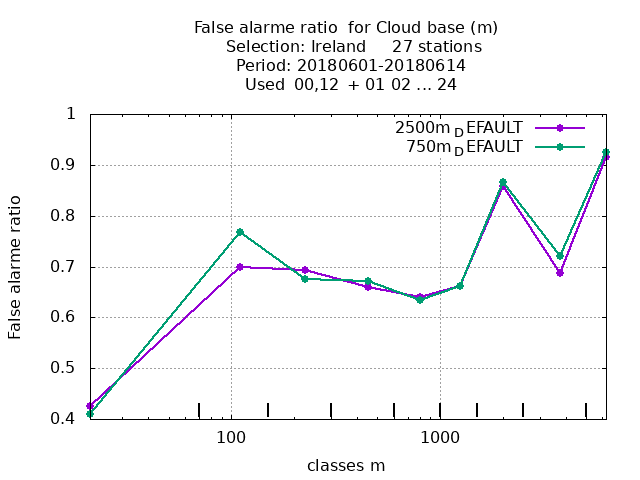 False alarme ratio  for Cloud base (m)
Selection: Ireland     27 stations
Period: 20180601-20180614
Used  00,12  + 01 02 ... 24
2500m_DEFAULT
750m_DEFAULT
1
0.9
0.8
0.7
0.6
0.5
0.4
False alarme ratio
100
1000
classes m